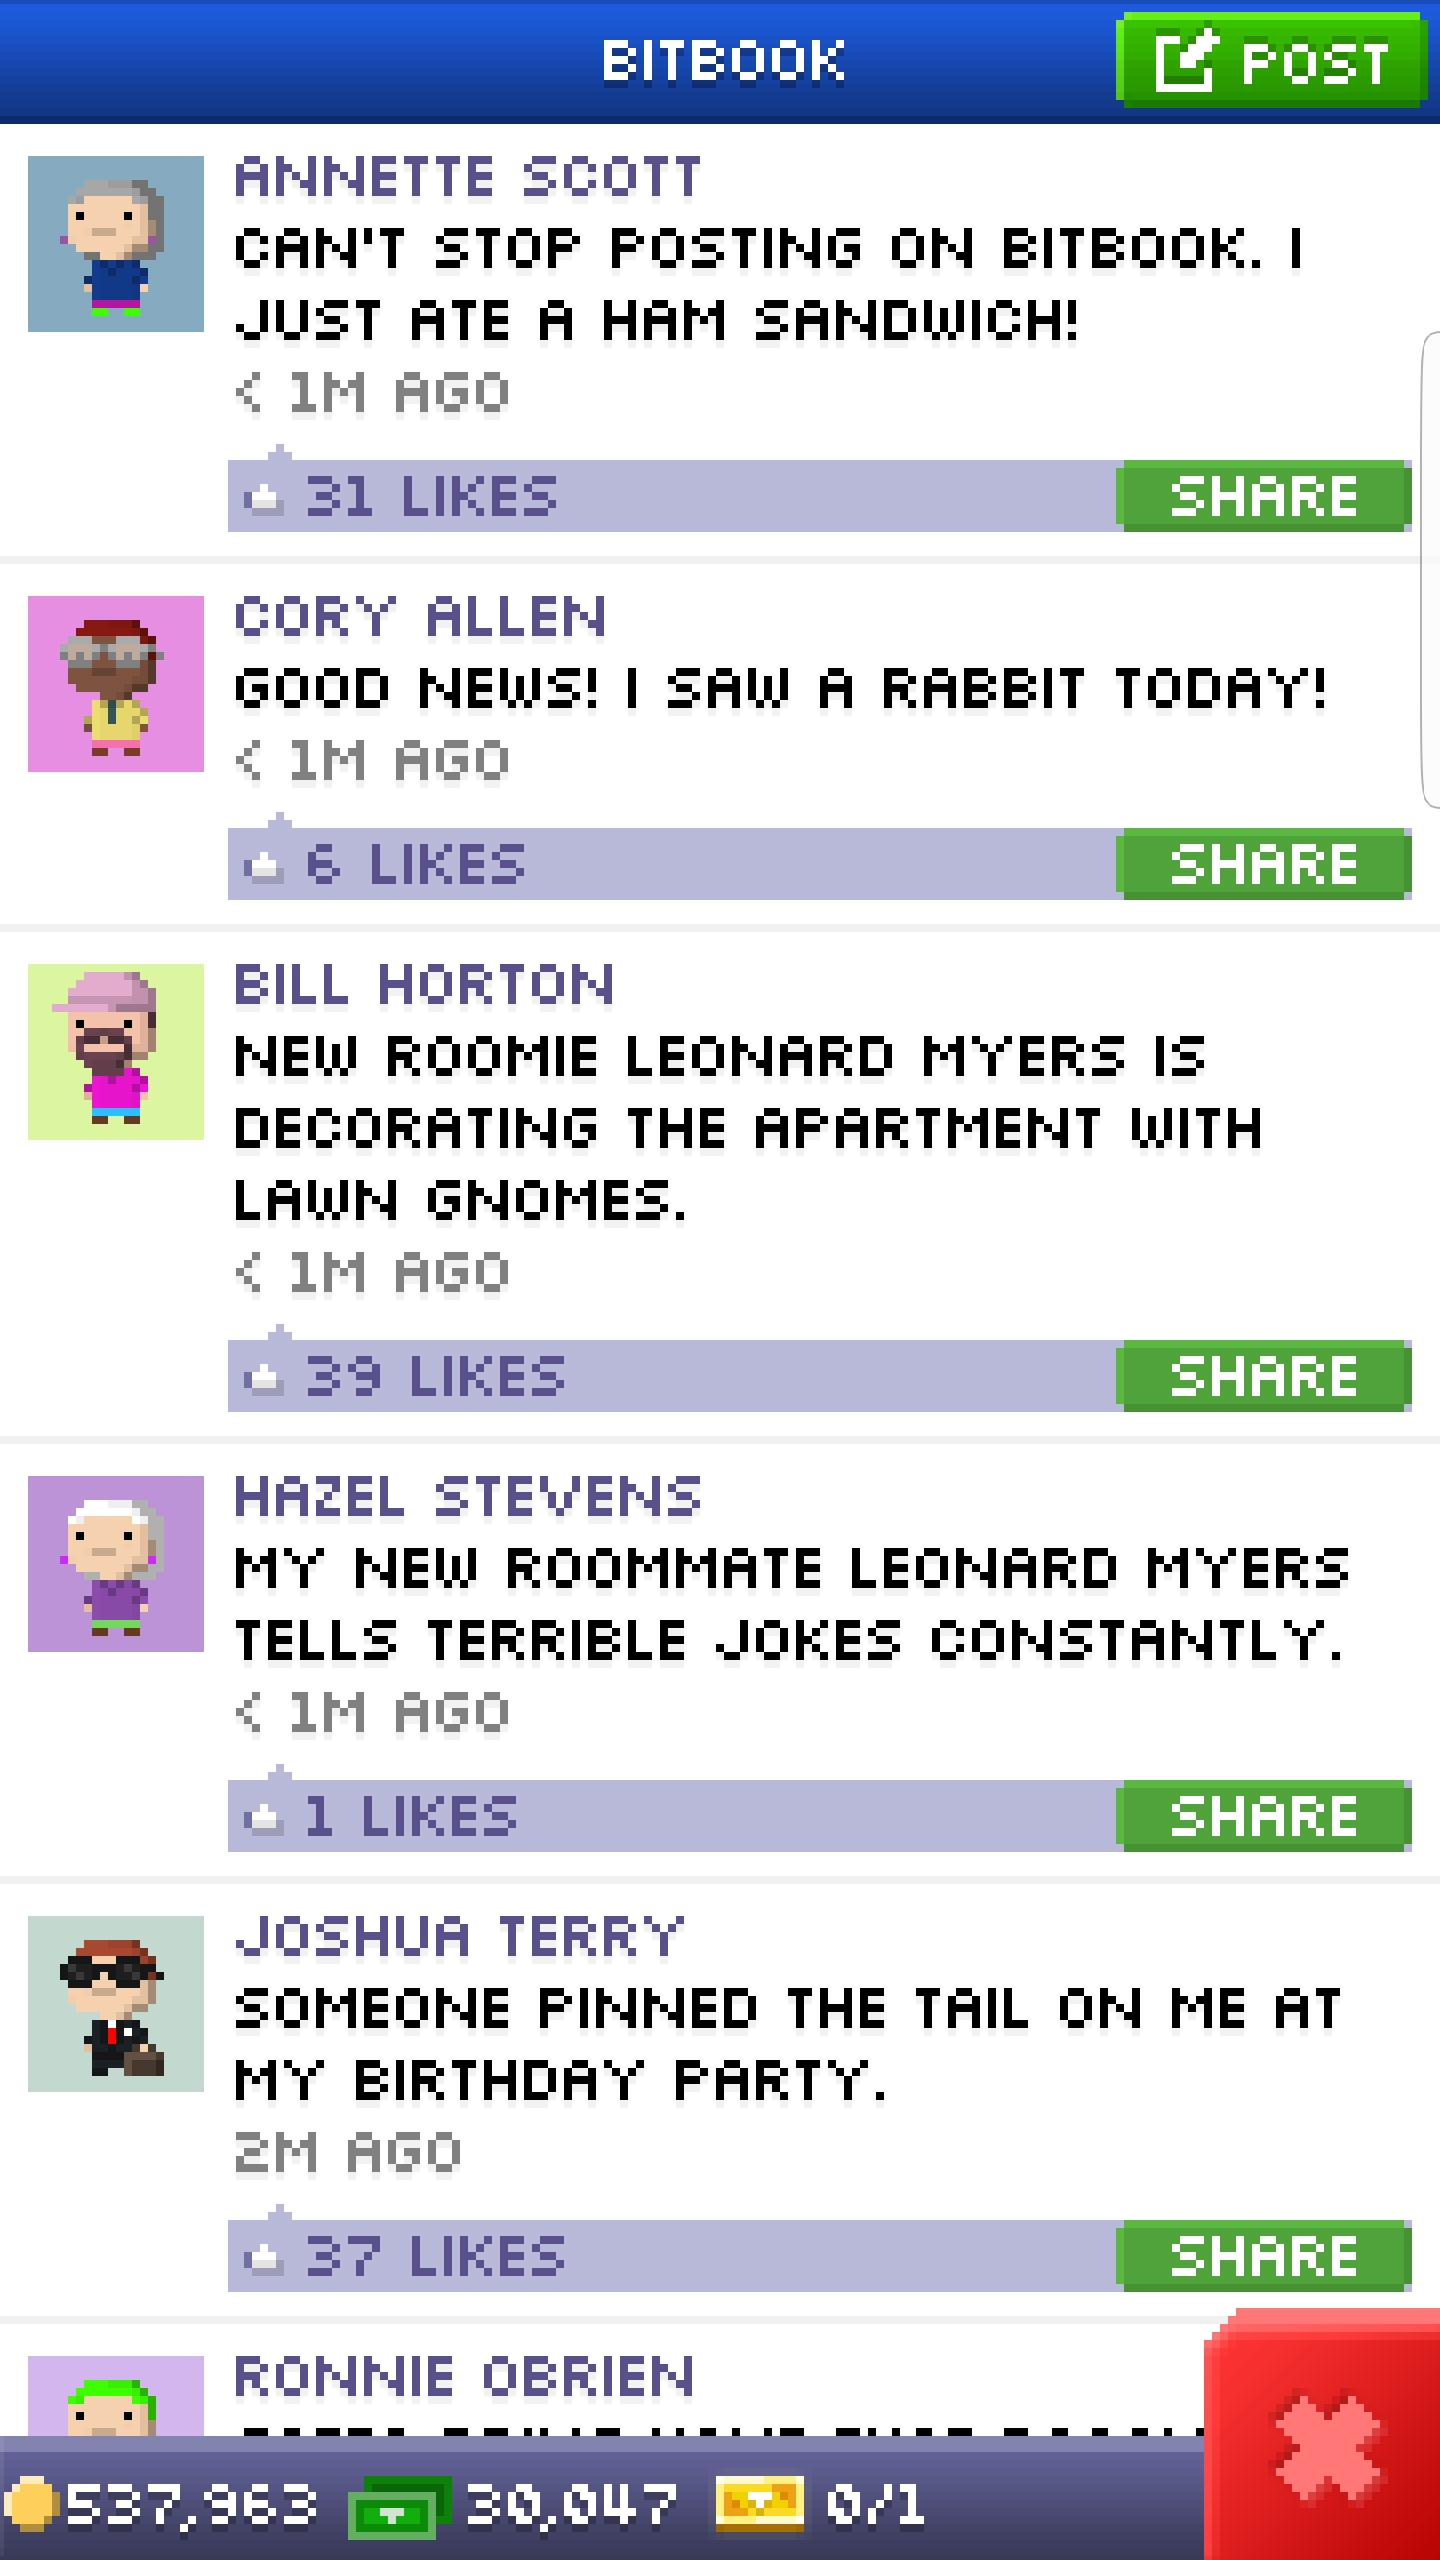 BITBOOK
POST
ANNETTE SCOTT
CAN'T STOP POSTING ON BITBOOK. I
JUST ATE A HAM SANDWICH!
< 1M AGO
31 LIKES
SHARE
CORY ALLEN
GOOD NEWS! I SAW A RABBIT TODAY!
< 1M AGO
6 LIKES
SHARE
BILL HORTON
NEW ROOMIE LEONARD MYERS IS
DECORATING THE APARTMENT WITH
LAWN GNOMES.
< 1M AGO
39 LIKES
SHARE
HAZEL STEVENS
MY NEW ROOMMATE LEONARD MYERS
TELLS TERRIBLE JOKES CONSTANTLY.
< 1M AGO
1 LIKES
SHARE
JOSHUA TERRY
SOMEONE PINNED THE TAIL ON ME AT
MY BIRTHDAY PARTY.
2M AGO
37 LIKES
SHARE
RONNIE OBRIEN
537,963
30,047
0/1